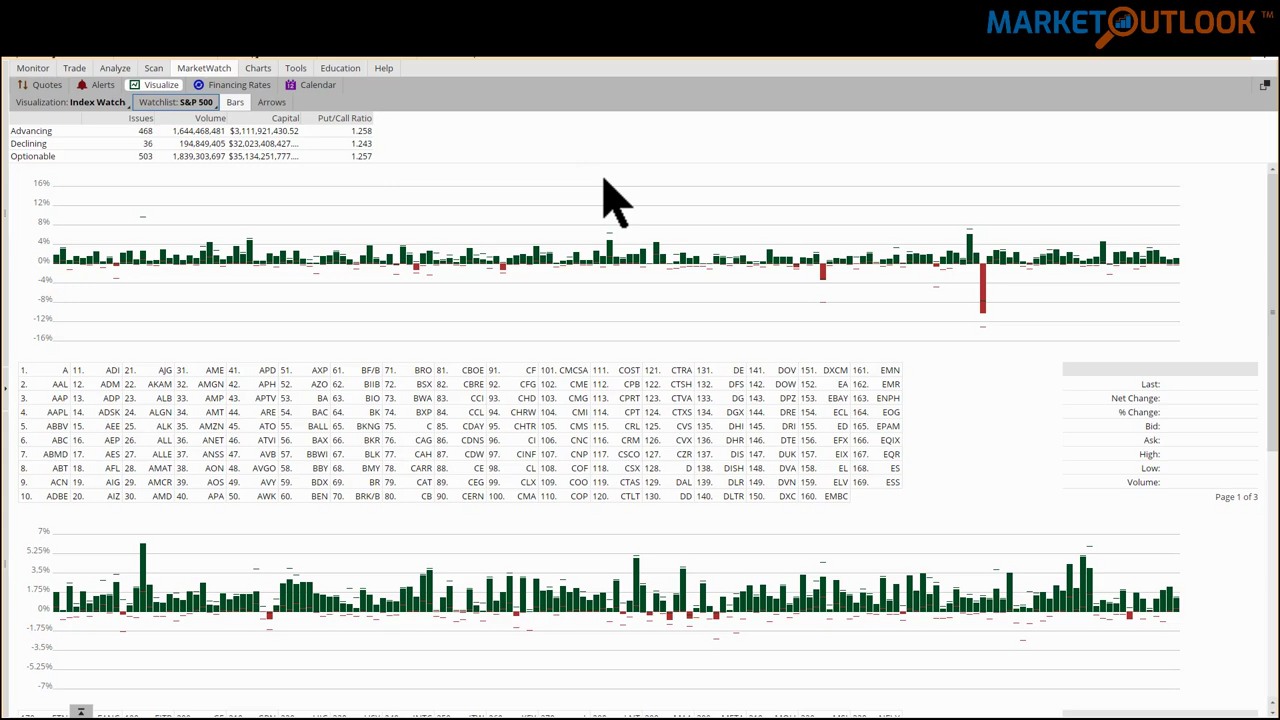 MARKETOUTLOOK™
Monitor Trade Analyze Scan MarketWatch Charts Tools Education Help
Quotes Alerts Visualize 12 Financing Rates Calendar
Visualization: Index Watch Watchlist: S&P 500 Bars Arrows
Issues Volume Capital Put/Call Ratio
Advancing 468 1,644,468,481 $3,111,921,430.52 1.258
Declining 36 194,849,405 $32,023,408,427.... 1.243
Optionable 503 1,839,303,697 $35,134,251,777.... 1.257
16%
12%
8%
4%
0%
-4%
-8%
-12%
-16%
1. A 11. ADI 21. AJG 31. AME 41. APD 51. AXP 61. BF/B 71. BRO 81. CBOE 91. CF 101. CMCSA 111. COST 121. CTRA 131. DE 141. DOV 151. DXCM 161. EMN
2. AAL 12. ADM 22. AKAM 32. AMGN 42. APH 52. AZO 62. BIIB 72. BSX 82. CBRE 92. CFG 102. CME 112. CPB 122. CTSH 132. DFS 142. DOW 152. EA 162. EMR Last:
3. AAP 13. ADP 23. ALB 33. AMP 43. APTV 53. BA 63. BIO 73. BWA 83. CCI 93. CHD 103. CMG 113. CPRT 123. CTVA 133. DG 143. DPZ 153. EBAY 163. ENPH Net Change:
4. AAPL 14. ADSK 24. ALGN 34. AMT 44. ARE 54. BAC 64. BK 74. BXP 84. CCL 94. CHRW 104. CMI 114. CPT 124. CTXS 134. DGX 144. DRE 154. ECL 164. EOG % Change:
5. ABBV 15. AEE 25. ALK 35. AMZN 45. ATO 55. BALL 65. BKNG 75. C 85. CDAY 95. CHTR 105. CMS 115. CRL 125. CVS 135. DHI 145. DRI 155. ED 165. EPAM Bid:
6. ABC 16. AEP 26. ALL 36. ANET 46. ATVI 56. BAX 66. BKR 76. CAG 86. CDNS 96. CI 106. CNC 116. CRM 126. CVX 136. DHR 146. DTE 156. EFX 166. EQIX Ask:
7. ABMD 17. AES 27. ALLE 37. ANSS 47. AVB 57. BBWI 67. BLK 77. CAH 87. CDW 97. CINF 107. CNP 117. CSCO 127. CZR 137. DIS 147. DUK 157. EIX 167. EQR High:
8. ABT 18. AFL 28. AMAT 38. AON 48. AVGO 58. BBY 68. BMY 78. CARR 88. CE 98. CL 108. COF 118. CSX 128. D 138. DISH 148. DVA 158. EL 168. ES Low:
9. ACN 19. AIG 29. AMCR 39. AOS 49. AVY 59. BDX 69. BR 79. CAT 89. CEG 99. CLX 109. COO 119. CTAS 129. DAL 139. DLR 149. DVN 159. ELV 169. ESS Volume:
10. ADBE 20. AIZ 30. AMD 40. APA 50. AWK 60. BEN 70. BRK/B 80. CB 90. CERN 100. CMA 110. COP 120. CTLT 130. DD 140. DLTR 150. DXC 160. EMBC Page 1 of 3
7%
5.25%
3.5%
1.75%
0%
-1.75%
-3.5%
-5.25%
-7%